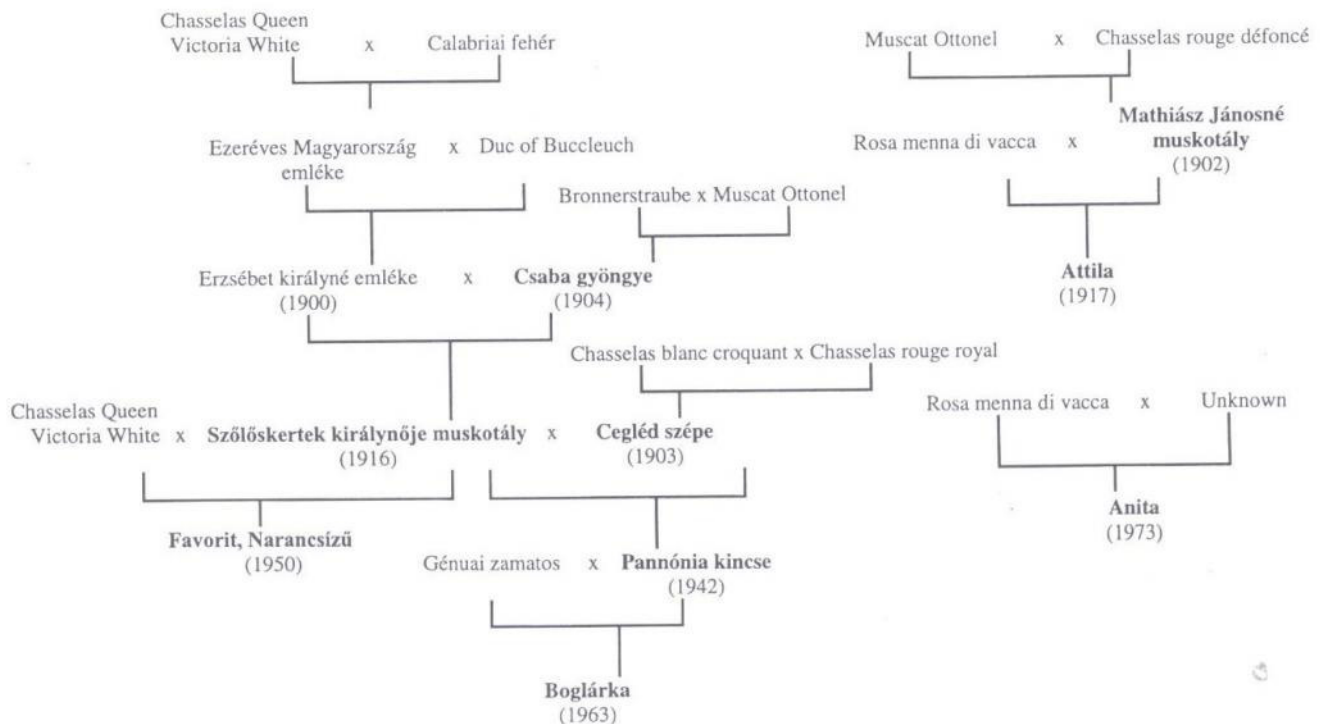 Chasselas Queen
Victoria White x Calabriai fehér
Muscat Ottonel x Chasselas rouge défoncé
Ezeréves Magyarország x Duc of Buccleuch
emléke
Rosa menna di vacca x Mathiász Jánosné
muskotály
(1902)
Bronnerstraube x Muscat Ottonel
Erzsébet királyné emléke x Csaba gyöngye
(1900) (1904)
Attila
(1917)
Chasselas blanc croquant x Chasselas rouge royal
Chasselas Queen
Victoria White x Szőlőskertek királynője muskotály x Cegléd szépe
(1916) (1903)
Rosa menna di vacca x Unknown
Favorit, Narancsízű
(1950)
Génuai zamatos x Pannónia kincse
(1942)
Anita
(1973)
Boglárka
(1963)